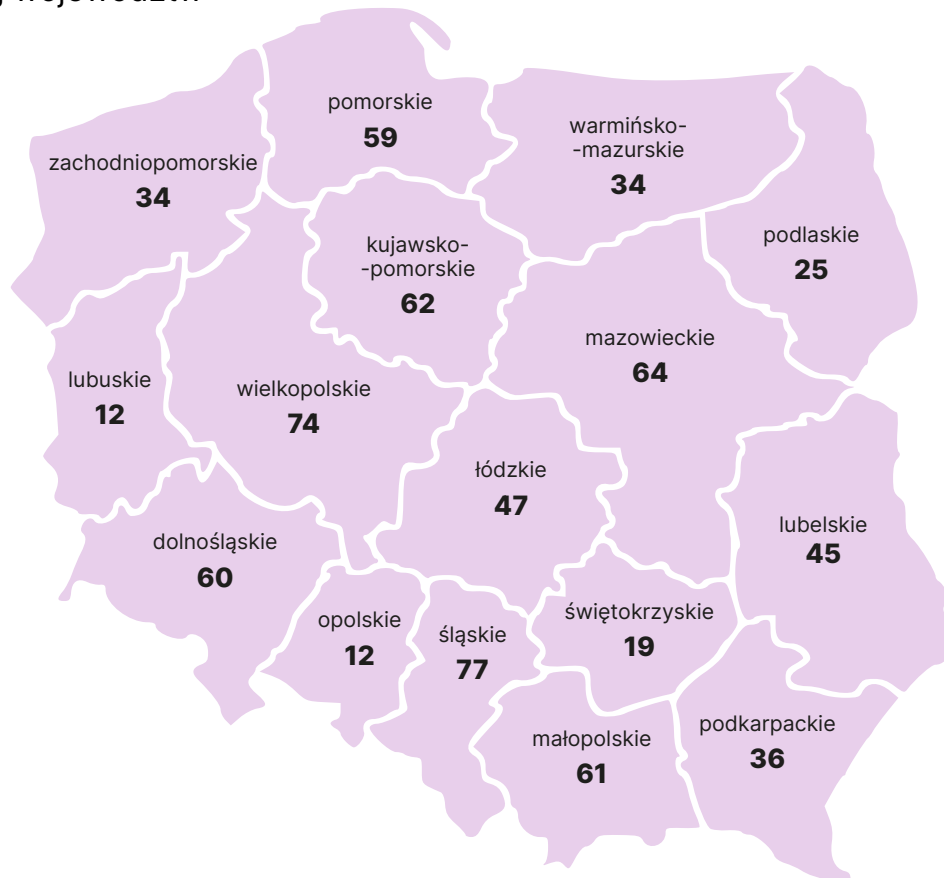 pomorskie
59
warmińsko-
-mazurskie
34
zachodniopomorskie
34
podlaskie
25
kujawsko-
-pomorskie
62
mazowieckie
64
lubuskie
12
wielkopolskie
74
łódzkie
47
lubelskie
45
dolnośląskie
60
opolskie
12
śląskie
77
świętokrzyskie
19
małopolskie
61
podkarpackie
36